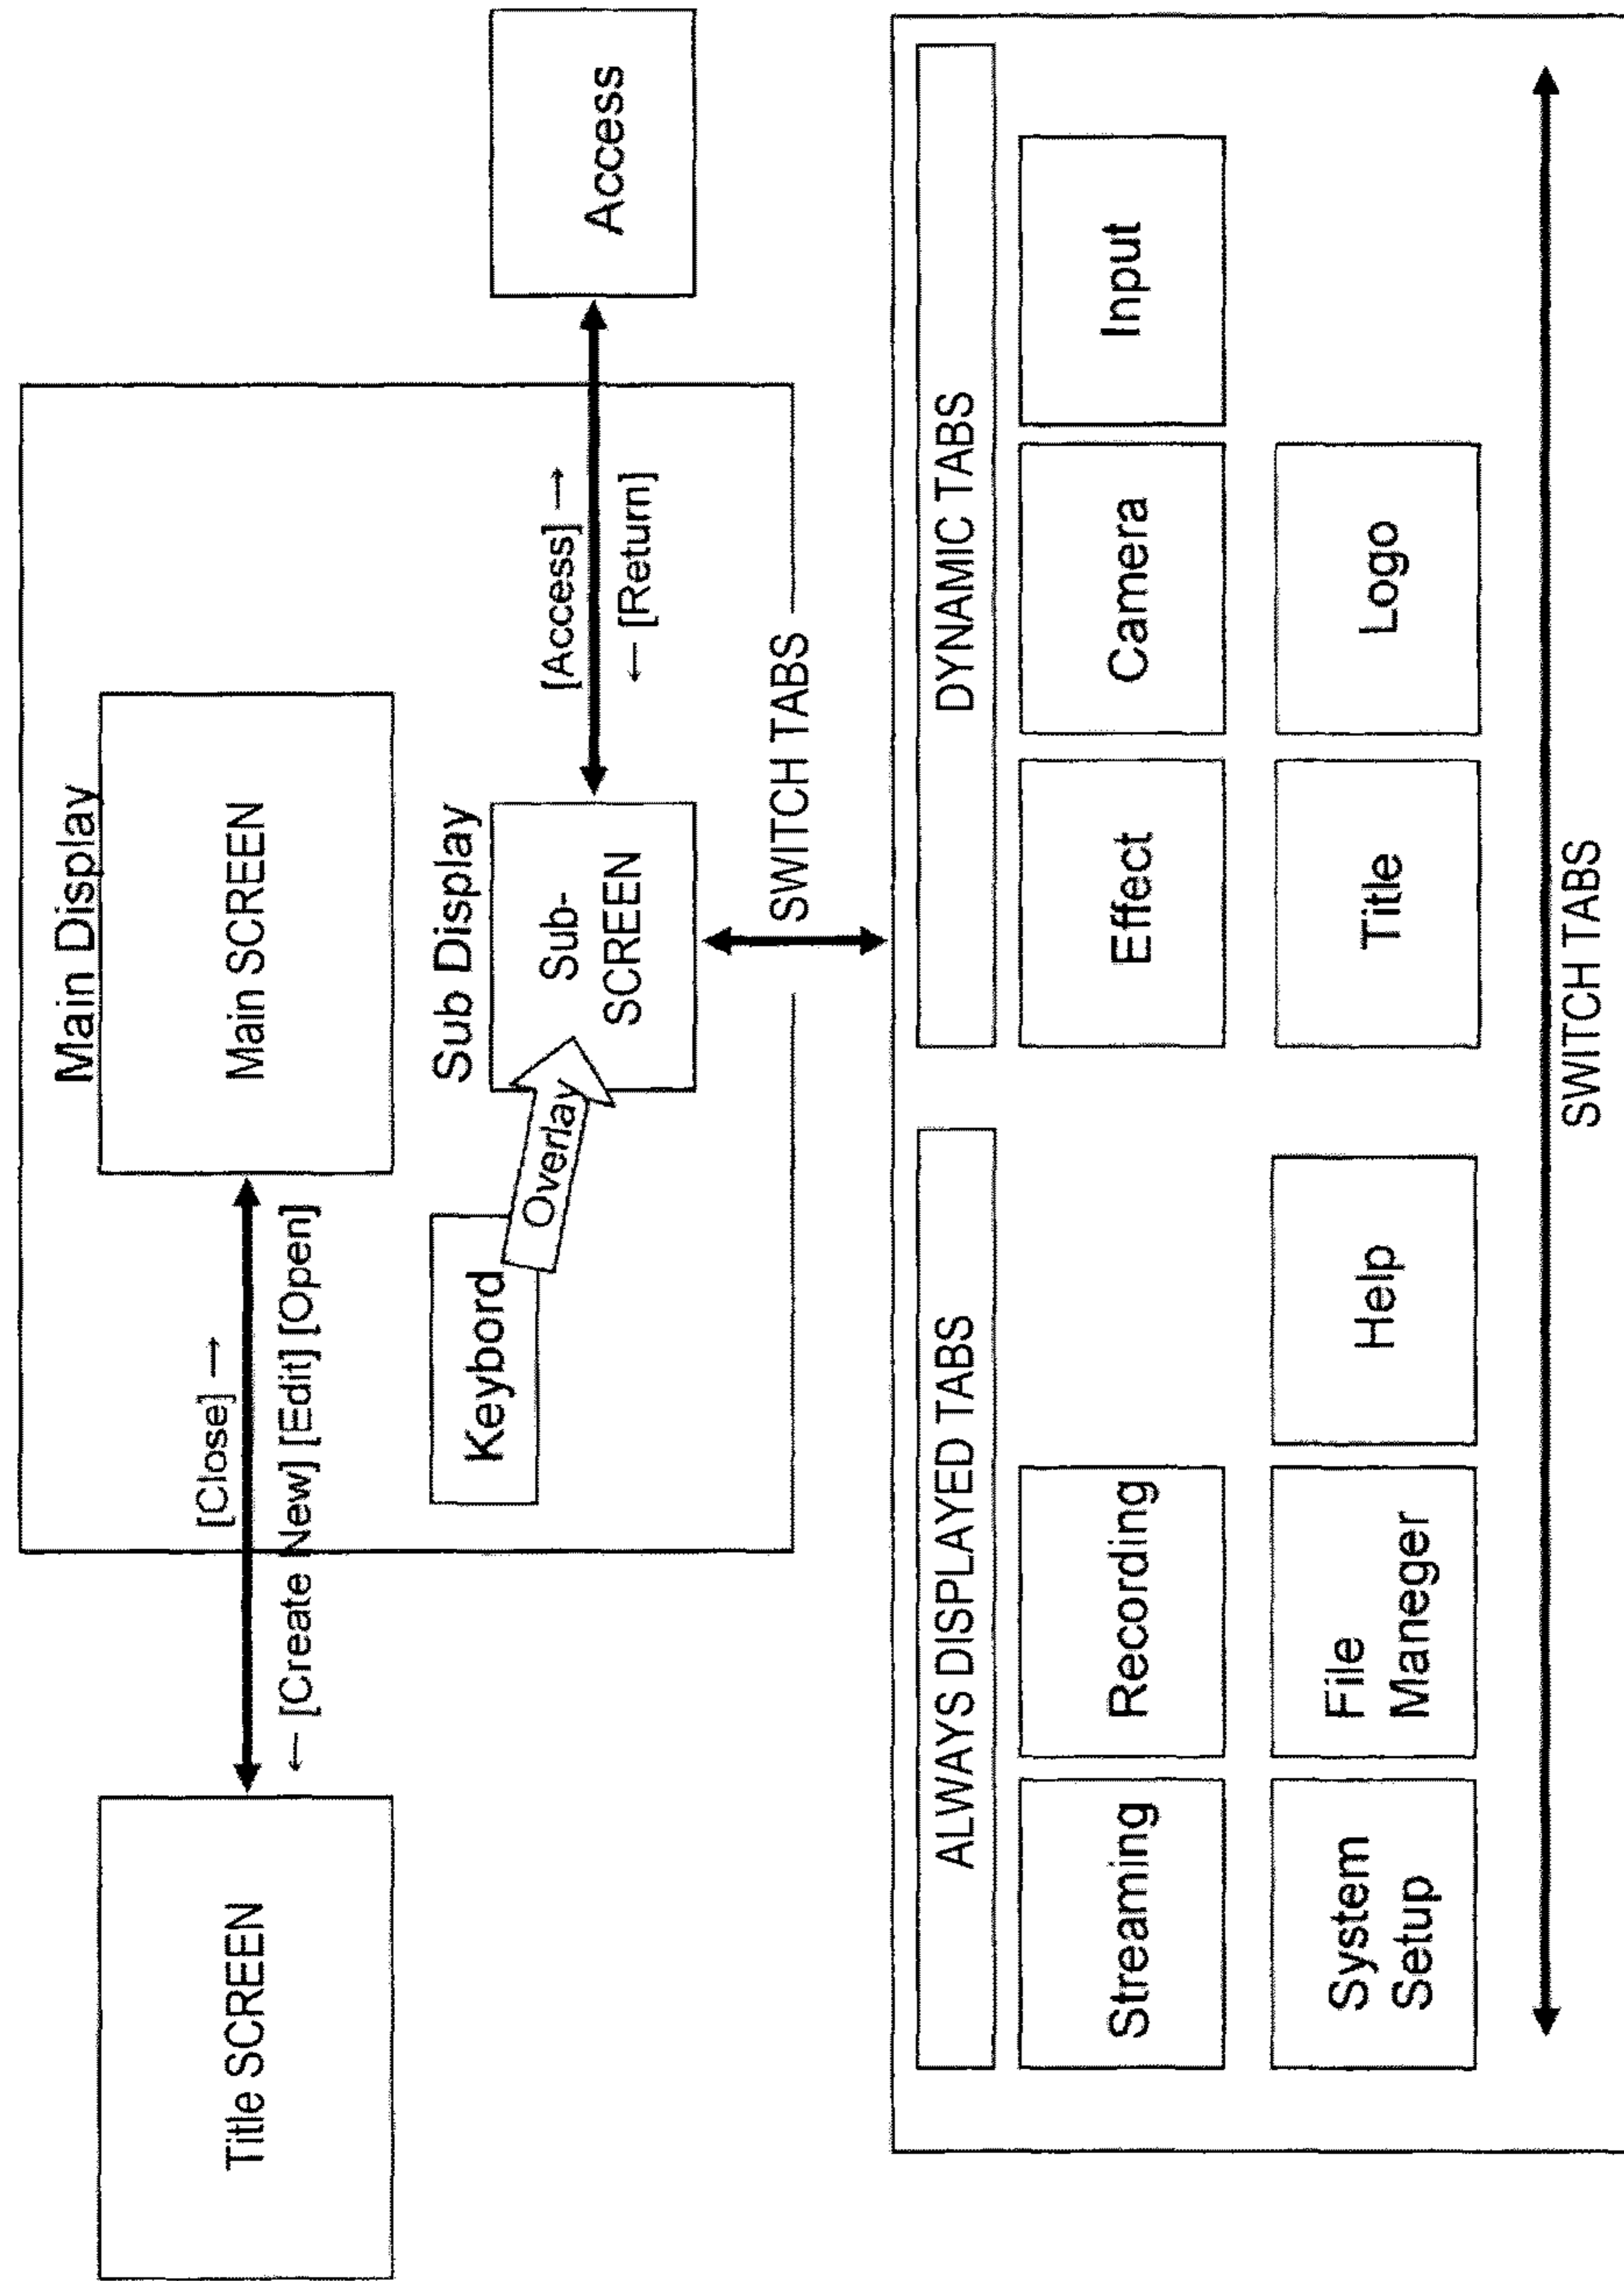 Main Display
Title SCREEN
[Close] →
← [Create New] [Edit] [Open]
Main SCREEN
Sub Display
Keybord
Overlay
Sub-
SCREEN
[Access] →
← [Return]
Access
SWITCH TABS
ALWAYS DISPLAYED TABS
Streaming
Recording
System
Setup
File
Maneger
Help
DYNAMIC TABS
Effect
Camera
Input
Title
Logo
SWITCH TABS